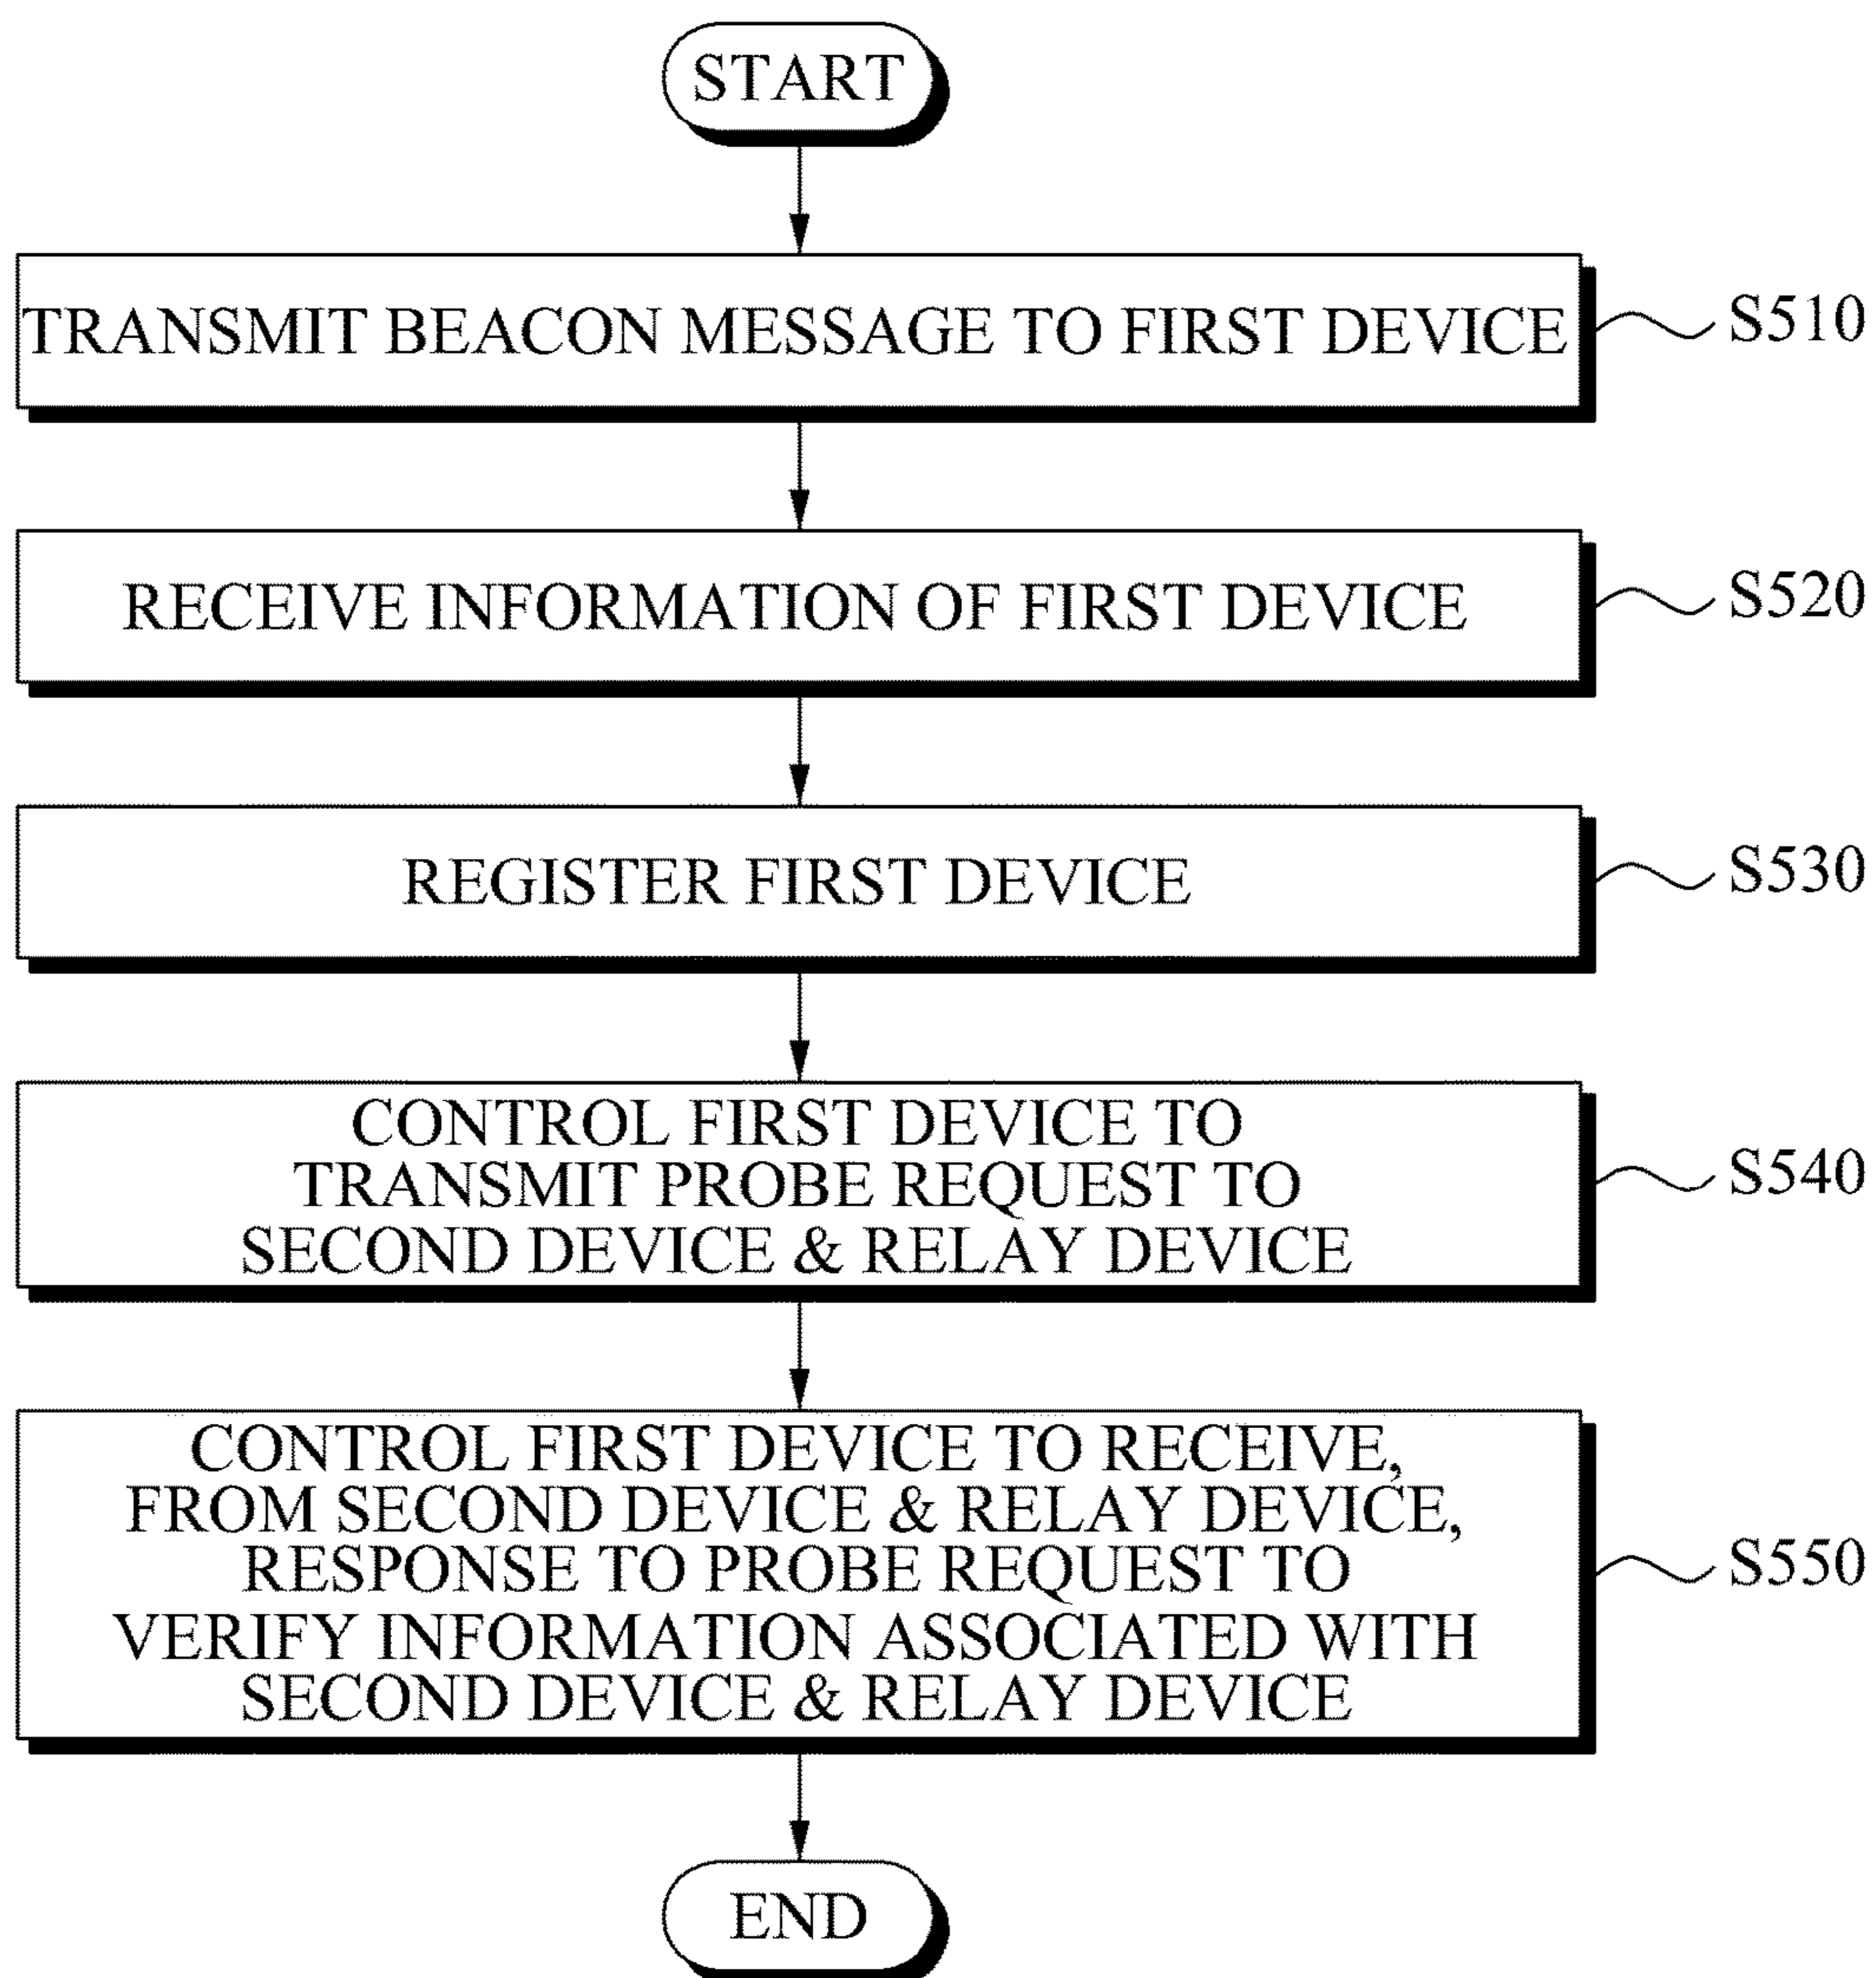 START
TRANSMIT BEACON MESSAGE TO FIRST DEVICE
S510
RECEIVE INFORMATION OF FIRST DEVICE
S520
REGISTER FIRST DEVICE
S530
CONTROL FIRST DEVICE TO
TRANSMIT PROBE REQUEST TO
SECOND DEVICE & RELAY DEVICE
S540
CONTROL FIRST DEVICE TO RECEIVE,
FROM SECOND DEVICE & RELAY DEVICE,
RESPONSE TO PROBE REQUEST TO
VERIFY INFORMATION ASSOCIATED WITH
SECOND DEVICE & RELAY DEVICE
S550
END